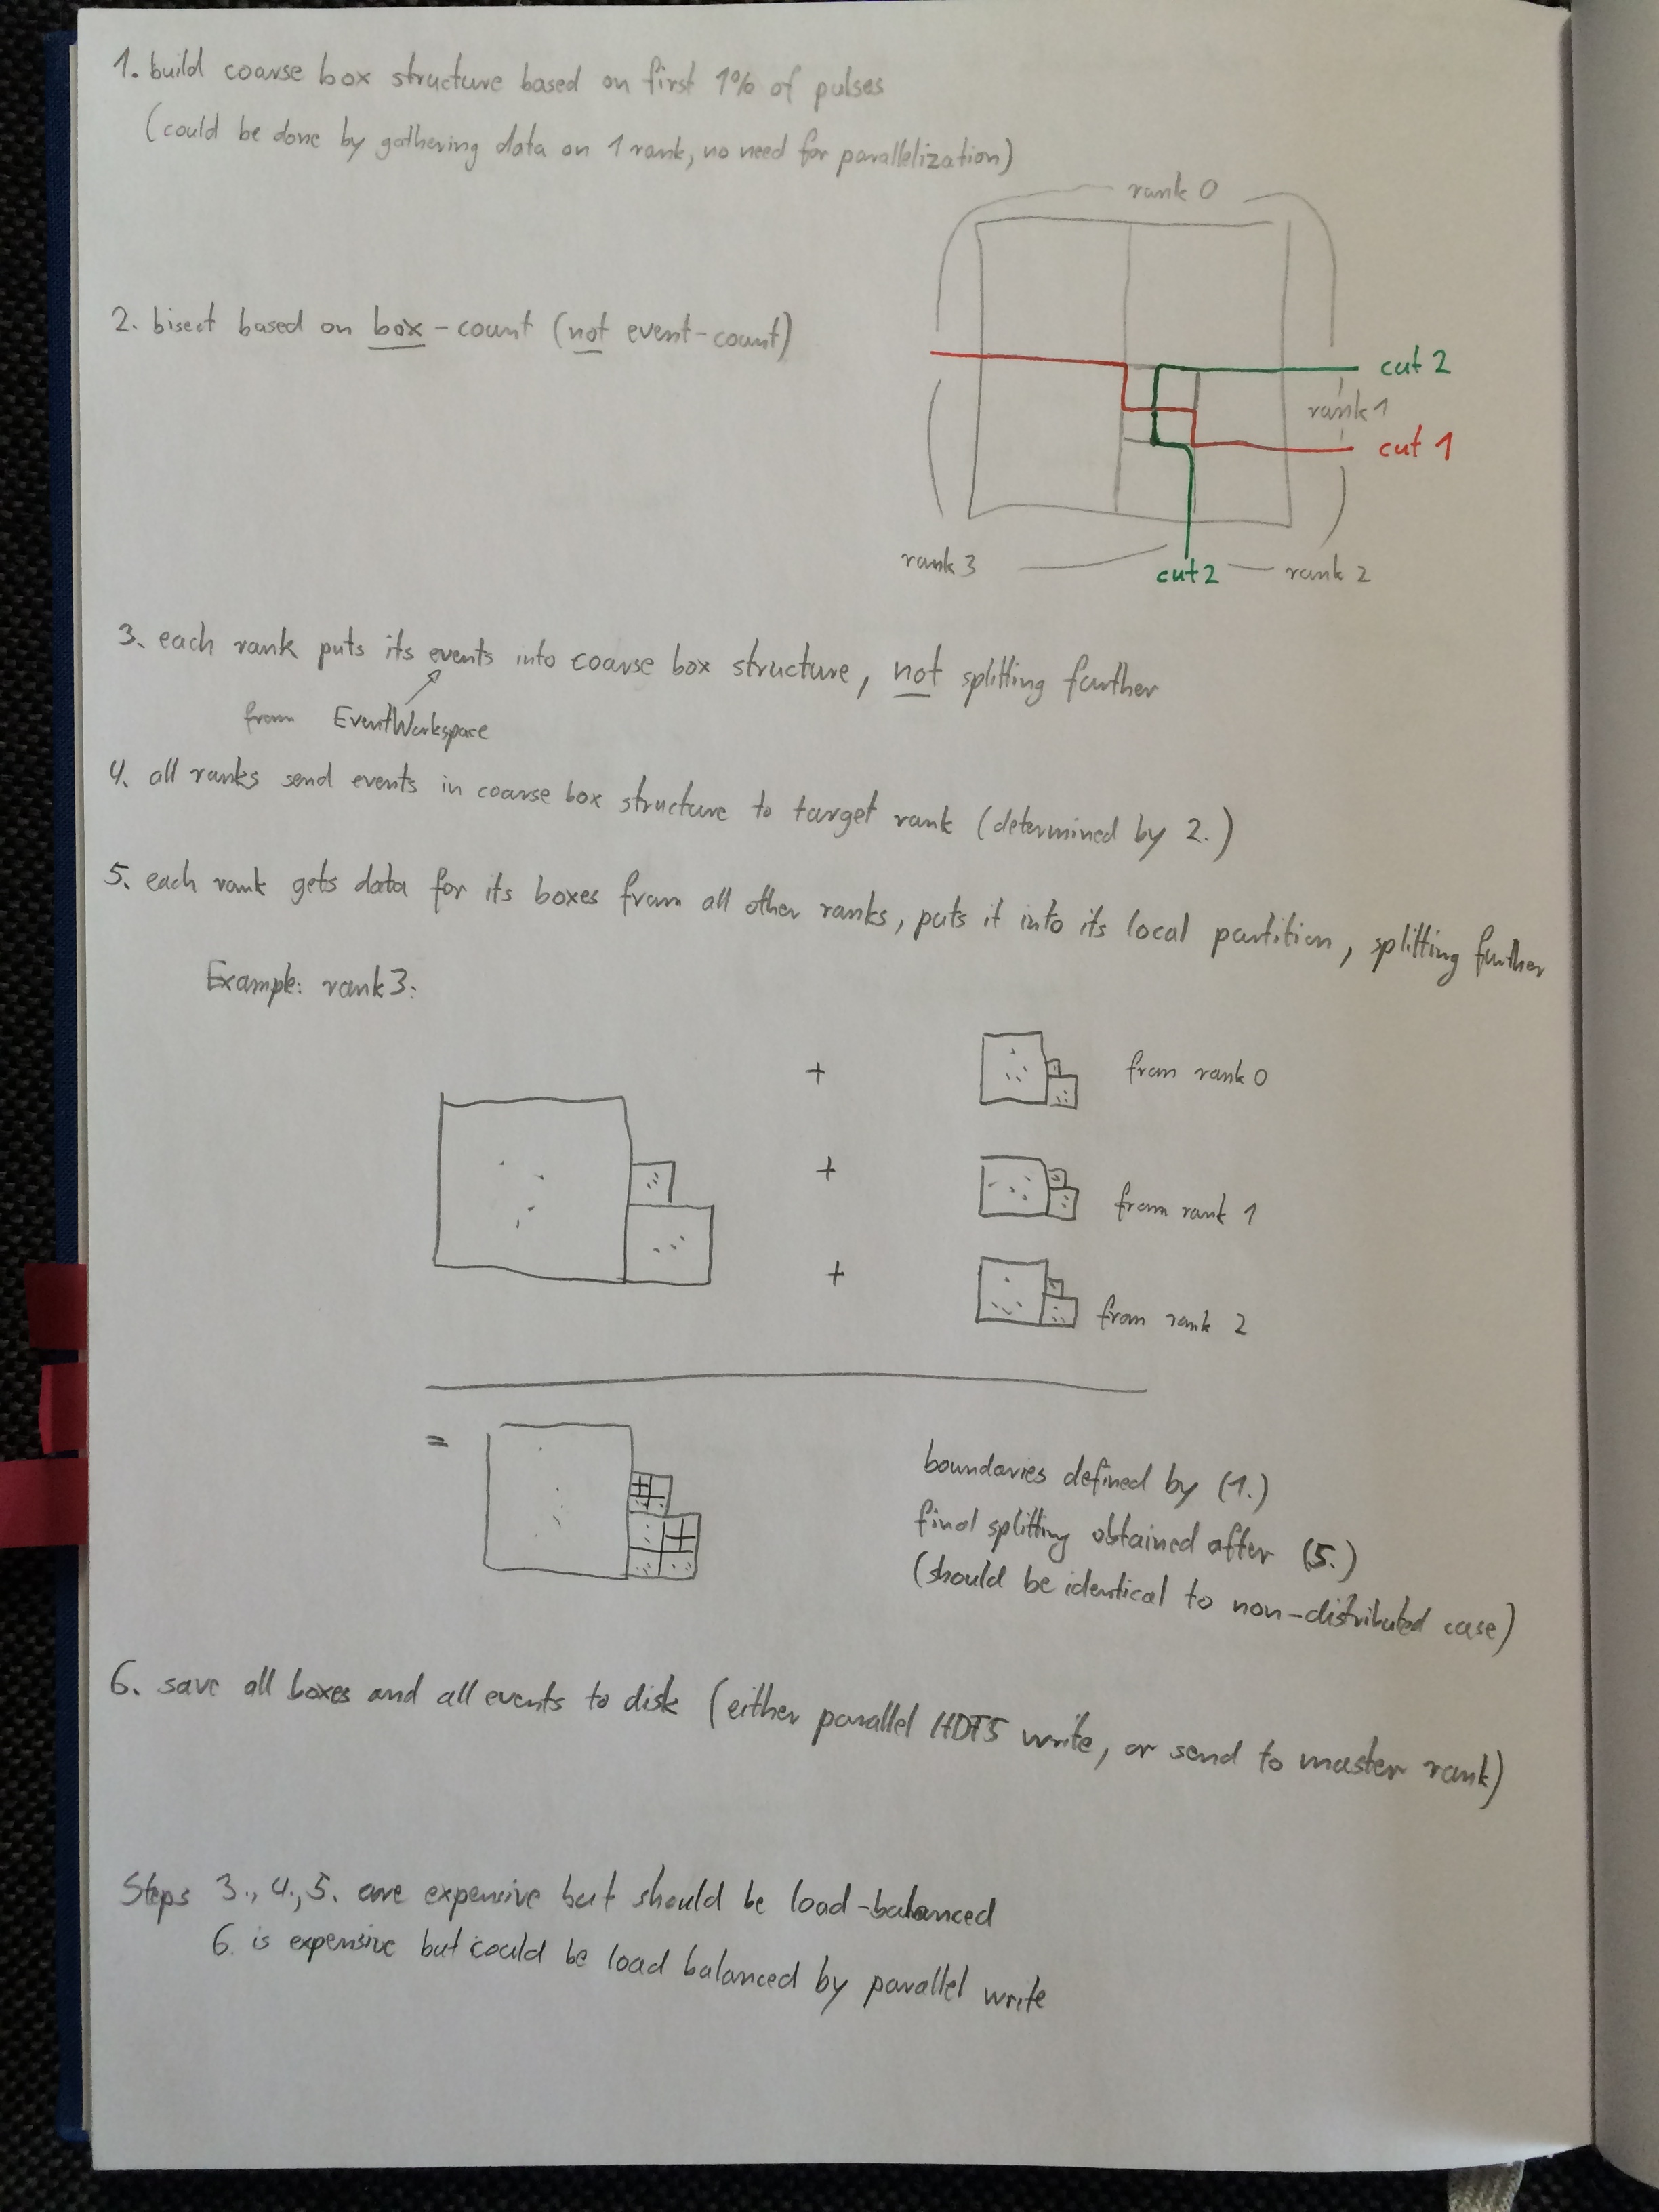 1. build coarse box structure based on first 1% of pulses
(could be done by gathering data on 1 rank, no need for parallelization)
rank 0
2. bisect based on box-count (not event-count)
cut 2
rank 1
cut 1
rank 3
cut 2
rank 2
3. each rank puts its events into coarse box structure, not splitting further
from EventWorkspace
4. all ranks send events in coarse box structure to target rank (determined by 2.)
5. each rank gets data for its boxes from all other ranks, puts it into its local partition, splitting further
Example: rank 3:
+ from rank 0
+ from rank 1
+ from rank 2
=
boundaries defined by (1.)
final splitting obtained after (5.)
(should be identical to non-distributed case)
6. save all boxes and all events to disk (either parallel HDF5 write, or send to master rank)
Steps 3., 4., 5. are expensive but should be load-balanced
6. is expensive but could be load balanced by parallel write